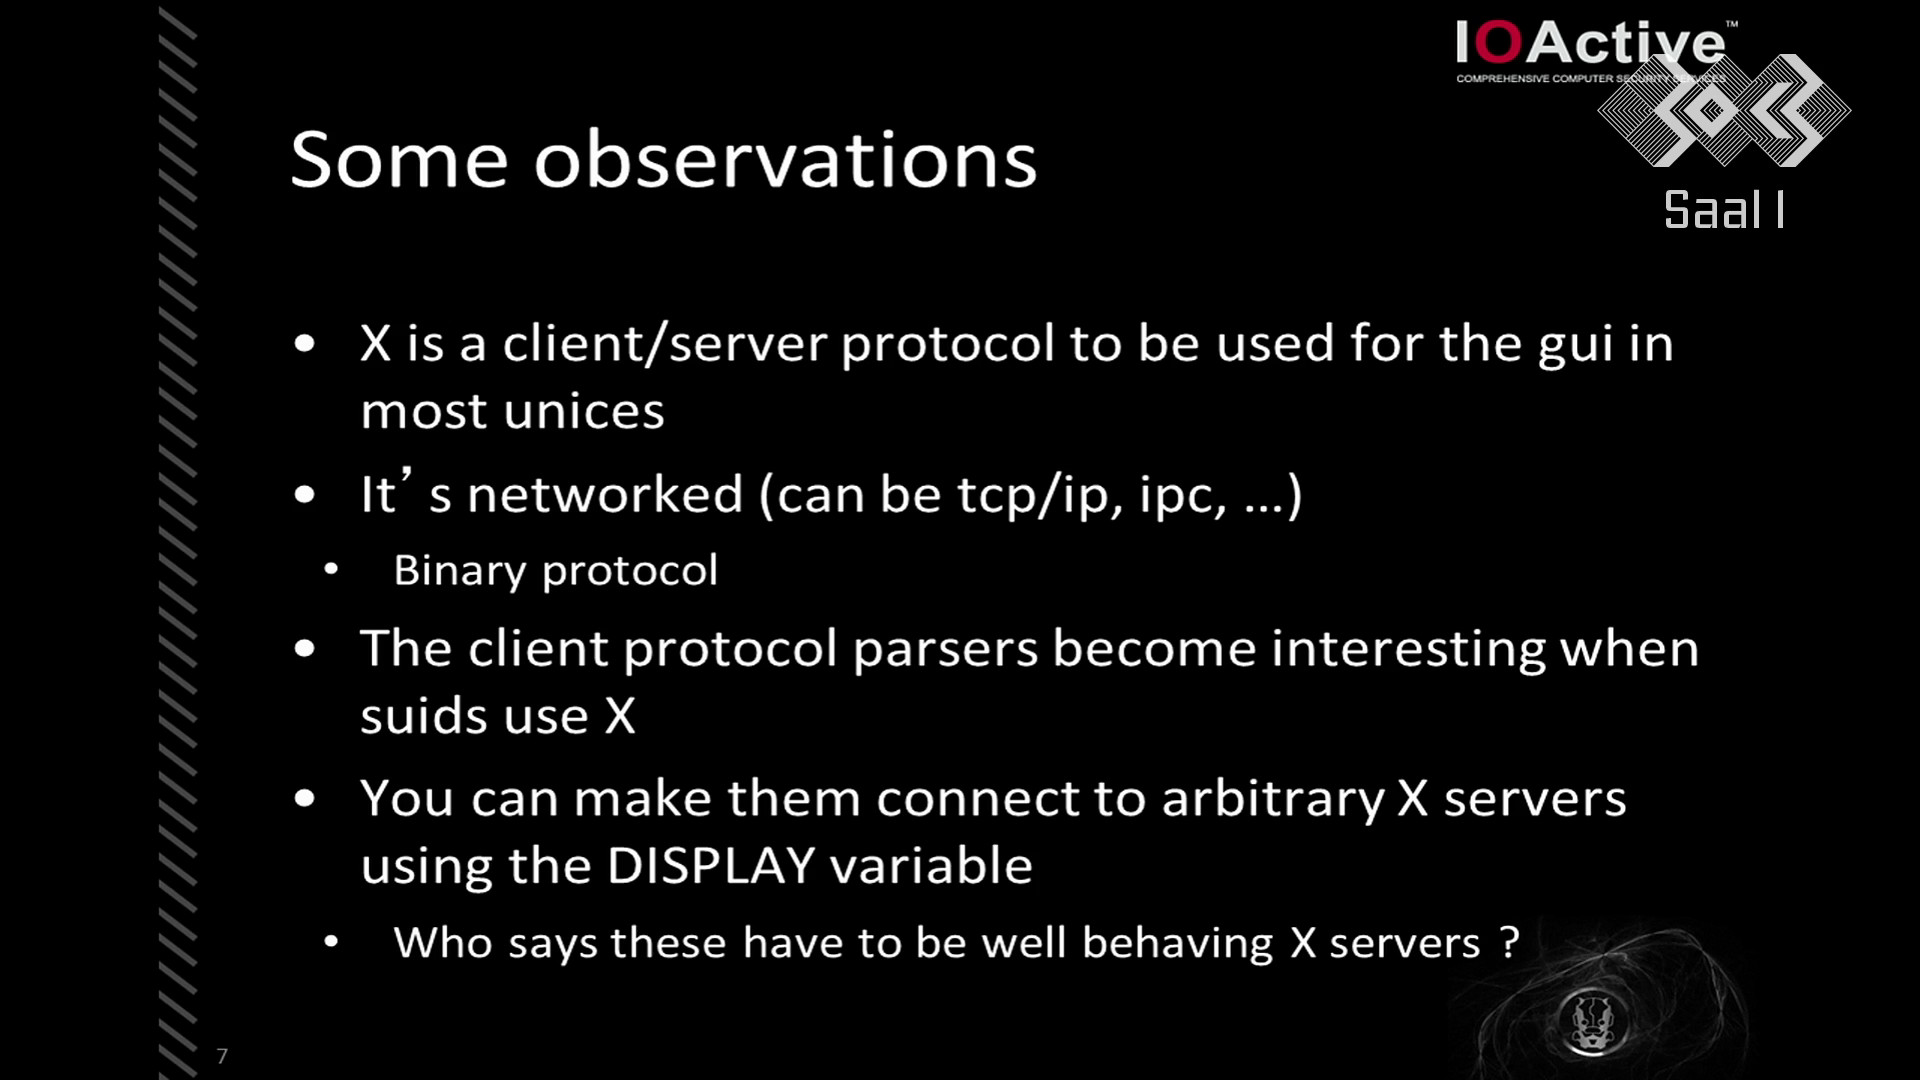 IOActive™
COMPREHENSIVE COMPUTER SECURITY SERVICES
Saal 1
Some observations
• X is a client/server protocol to be used for the gui in
most unices
• It’s networked (can be tcp/ip, ipc, …)
• Binary protocol
• The client protocol parsers become interesting when
suids use X
• You can make them connect to arbitrary X servers
using the DISPLAY variable
• Who says these have to be well behaving X servers ?
7